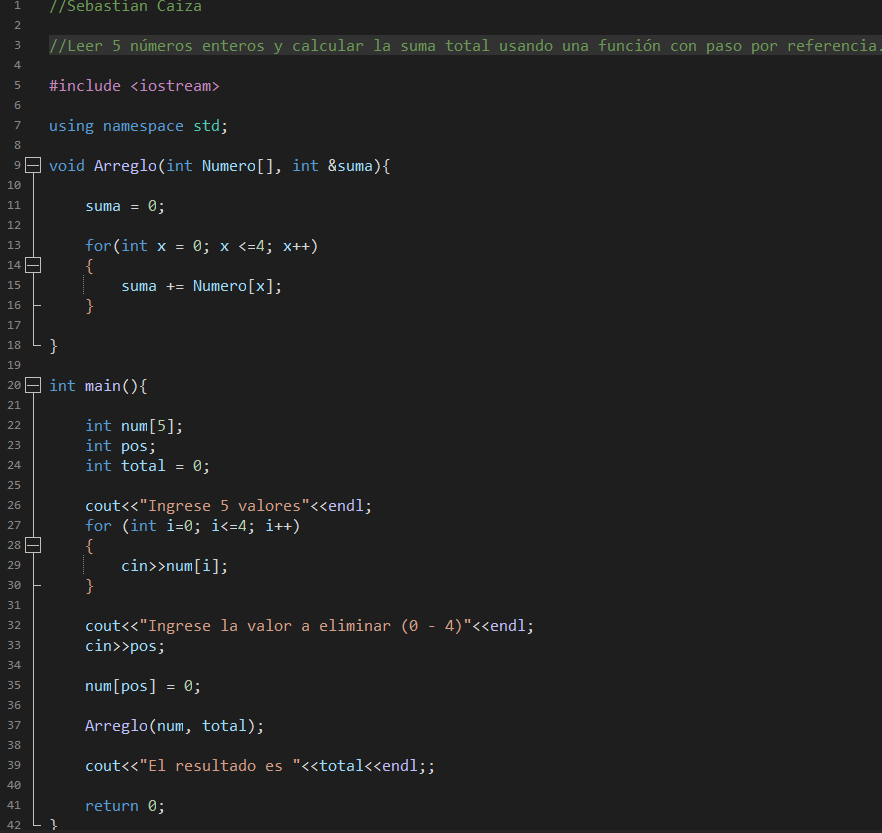 1 //Sebastian Caiza
2
3 //Leer 5 números enteros y calcular la suma total usando una función con paso por referencia.
4
5 #include <iostream>
6
7 using namespace std;
8
9 void Arreglo(int Numero[], int &suma){
10
11 suma = 0;
12
13 for(int x = 0; x <=4; x++)
14 {
15 suma += Numero[x];
16 }
17
18 }
19
20 int main(){
21
22 int num[5];
23 int pos;
24 int total = 0;
25
26 cout<<"Ingrese 5 valores"<<endl;
27 for (int i=0; i<=4; i++)
28 {
29 cin>>num[i];
30 }
31
32 cout<<"Ingrese la valor a eliminar (0 - 4)"<<endl;
33 cin>>pos;
34
35 num[pos] = 0;
36
37 Arreglo(num, total);
38
39 cout<<"El resultado es "<<total<<endl;;
40
41 return 0;
42 }